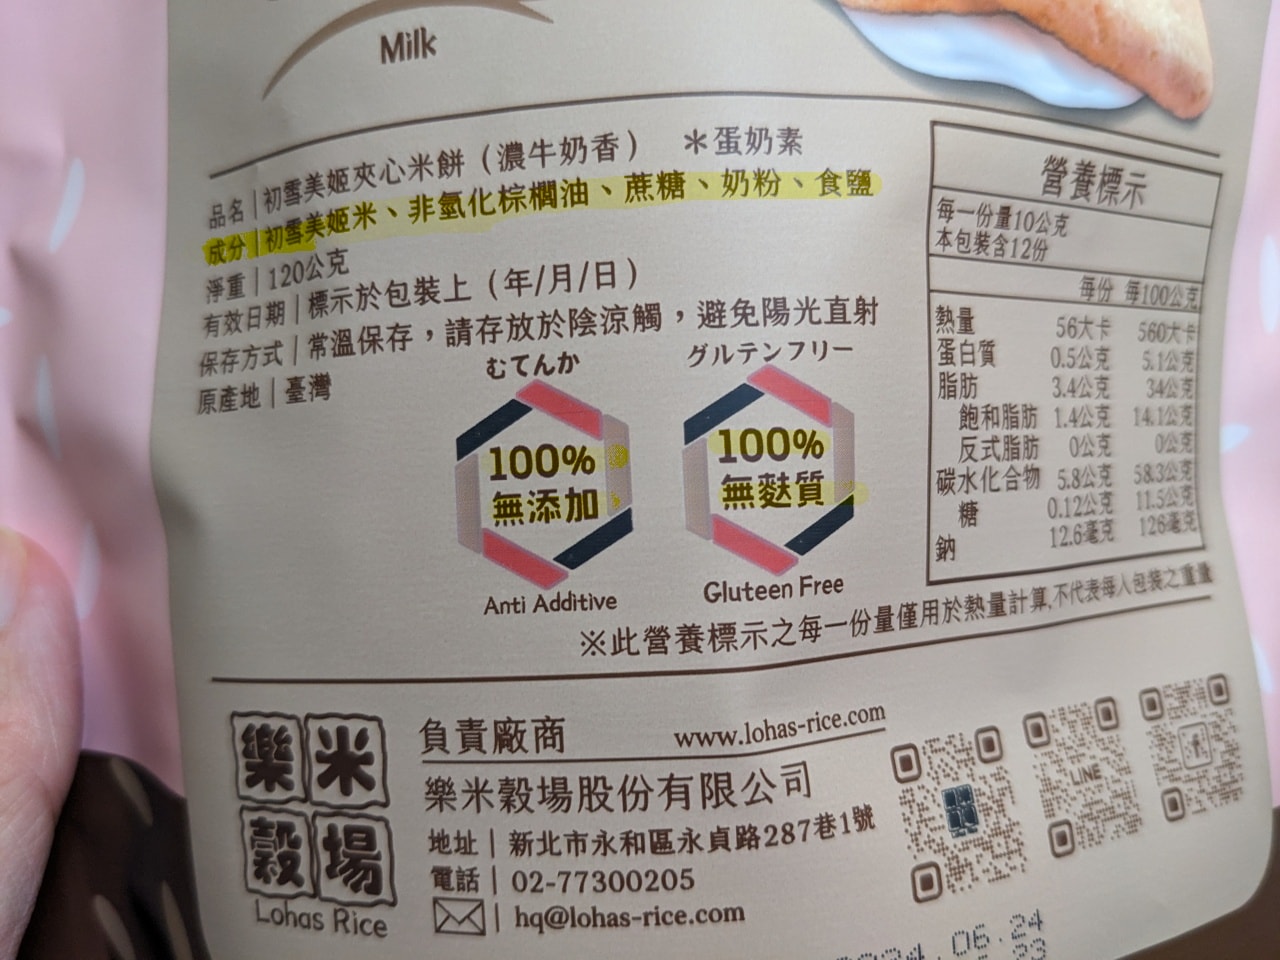 Milk
品名|初雪美姬夾心米餅(濃牛奶香) *蛋奶素
成分|初雪美姬米、非氫化棕櫚油、蔗糖、奶粉、食鹽
淨重|120公克
有效日期|標示於包裝上(年/月/日)
保存方式|常溫保存,請存放於陰涼觸,避免陽光直射
原產地|臺灣
むてんか
100%
無添加
Anti Additive
グルテンフリー
100%
無麩質
Gluteen Free
營養標示
每一份量10公克
本包裝含12份
每份 每100公克
熱量 56大卡 560大卡
蛋白質 0.5公克 5.1公克
脂肪 3.4公克 34公克
飽和脂肪 1.4公克 14.1公克
反式脂肪 0公克 0公克
碳水化合物 5.8公克 58.3公克
糖 0.12公克 11.5公克
鈉 12.6毫克 126毫克
※此營養標示之每一份量僅用於熱量計算,不代表每人包裝之重量
樂米
穀場
Lohas Rice
負責廠商 www.lohas-rice.com
樂米穀場股份有限公司
地址|新北市永和區永貞路287巷1號
電話|02-77300205
hq@lohas-rice.com
LINE
.06.24